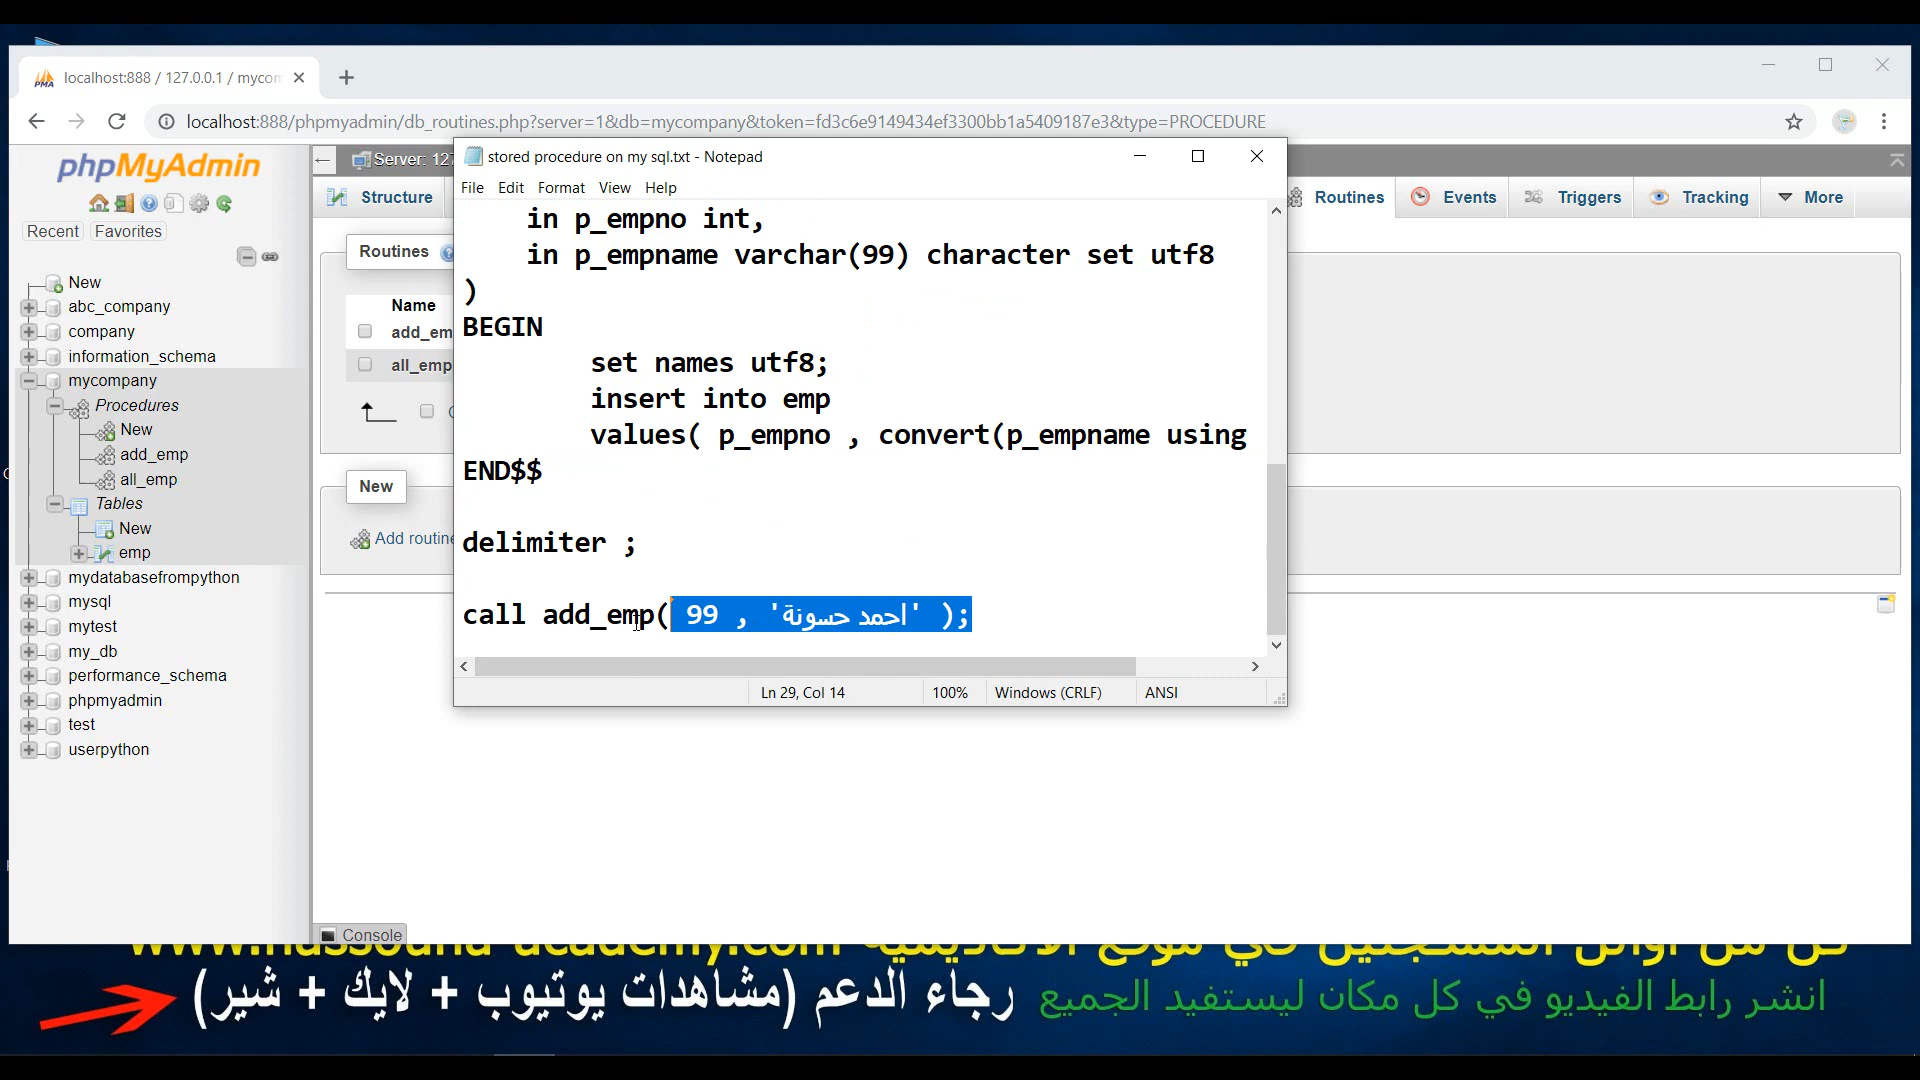 localhost:888 / 127.0.0.1 / mycom
localhost:888/phpmyadmin/db_routines.php?server=1&db=mycompany&token=fd3c6e9149434ef3300bb1a5409187e3&type=PROCEDURE
phpMyAdmin
Recent Favorites
New
abc_company
company
information_schema
mycompany
Procedures
New
add_emp
all_emp
Tables
New
emp
mydatabasefrompython
mysql
mytest
my_db
performance_schema
phpmyadmin
test
userpython
Server: 127
Structure
Routines
Events
Triggers
Tracking
More
Routines
Name
add_em
all_emp
New
Add routine
Console
stored procedure on my sql.txt - Notepad
File Edit Format View Help
in p_empno int,
in p_empname varchar(99) character set utf8
)
BEGIN
set names utf8;
insert into emp
values( p_empno , convert(p_empname using
END$$
delimiter ;
call add_emp( 99 , 'احمد حسونة' );
Ln 29, Col 14 100% Windows (CRLF) ANSI
انشر رابط الفيديو في كل مكان ليستفيد الجميع رجاء الدعم (مشاهدات يوتيوب + لايك + شير)